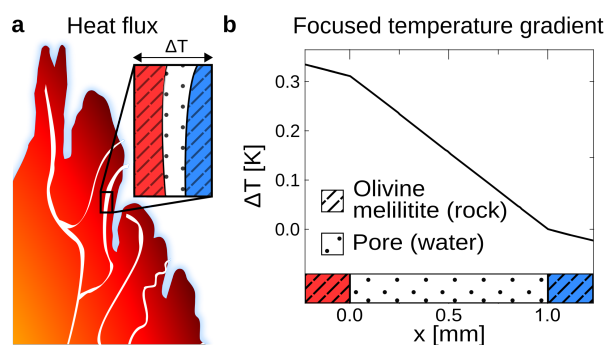 a Heat flux
ΔT
b Focused temperature gradient
ΔT [K]
0.3
0.2
0.1
0.0
Olivine
melilitite (rock)
Pore (water)
0.0 0.5 1.0
x [mm]